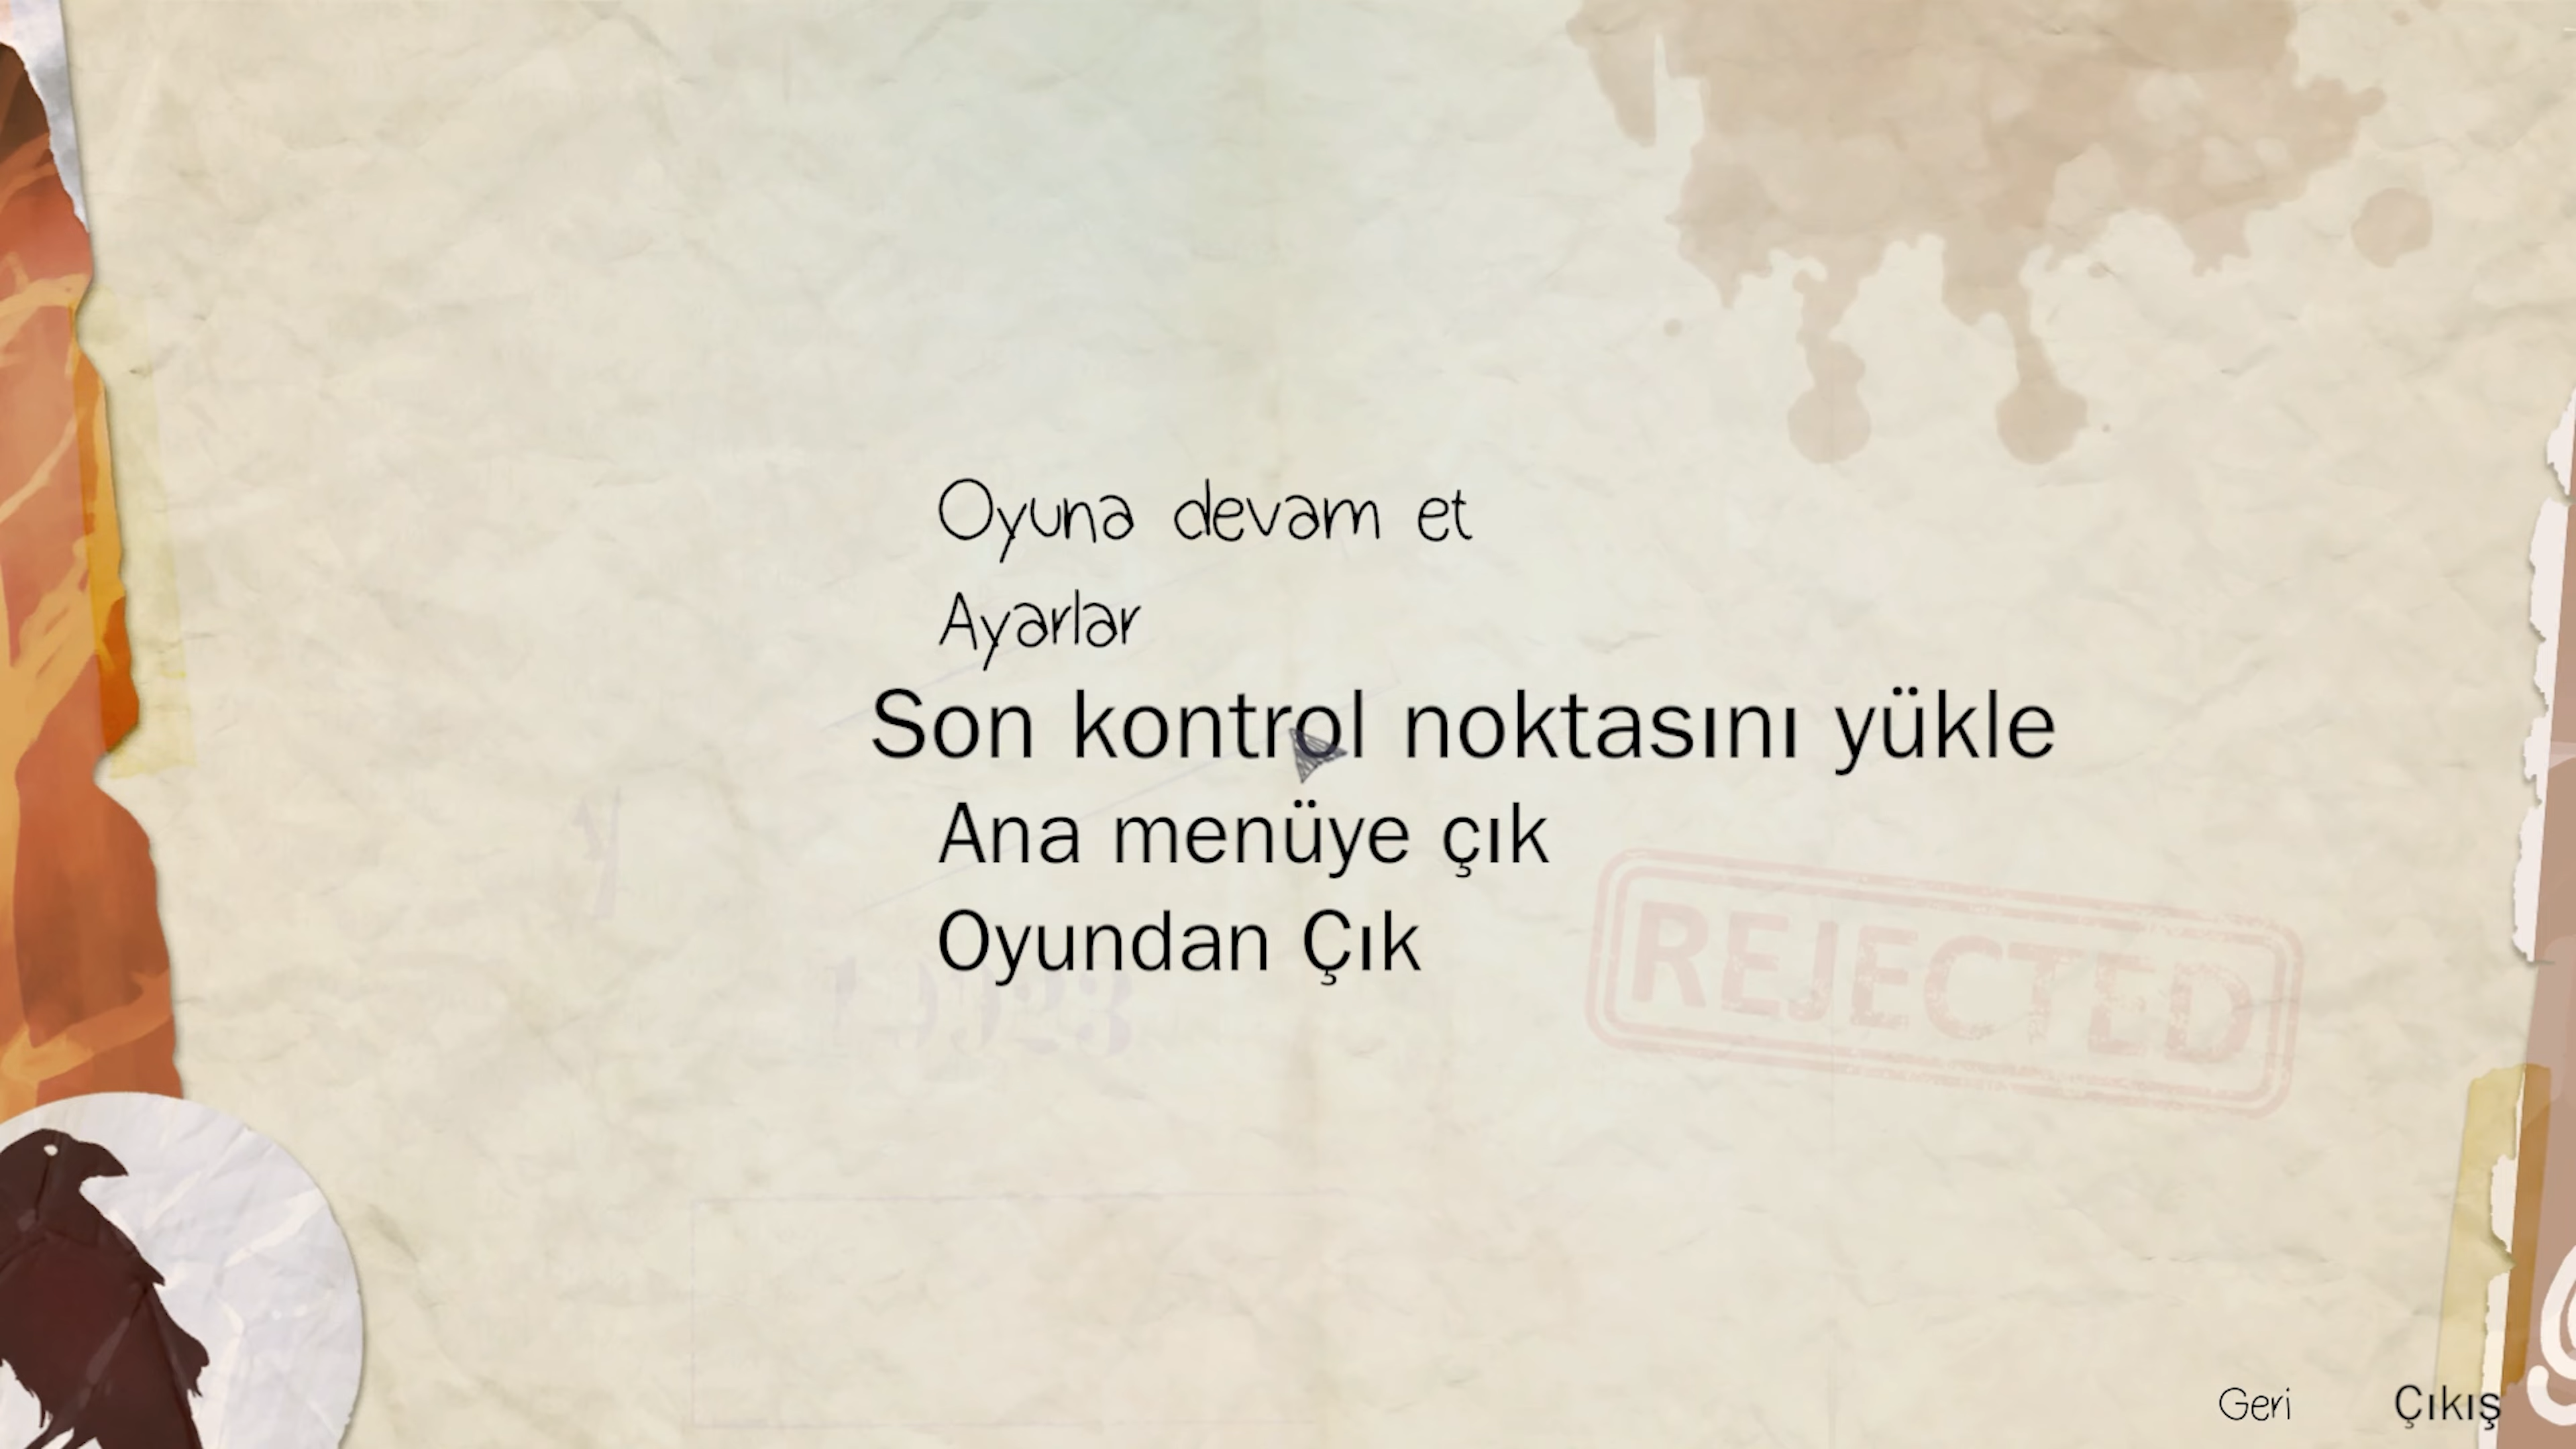 Oyuna devam et
Ayarlar
Son kontrol noktasını yükle
Ana menüye çık
Oyundan Çık
REJECTED
Geri
Çıkış